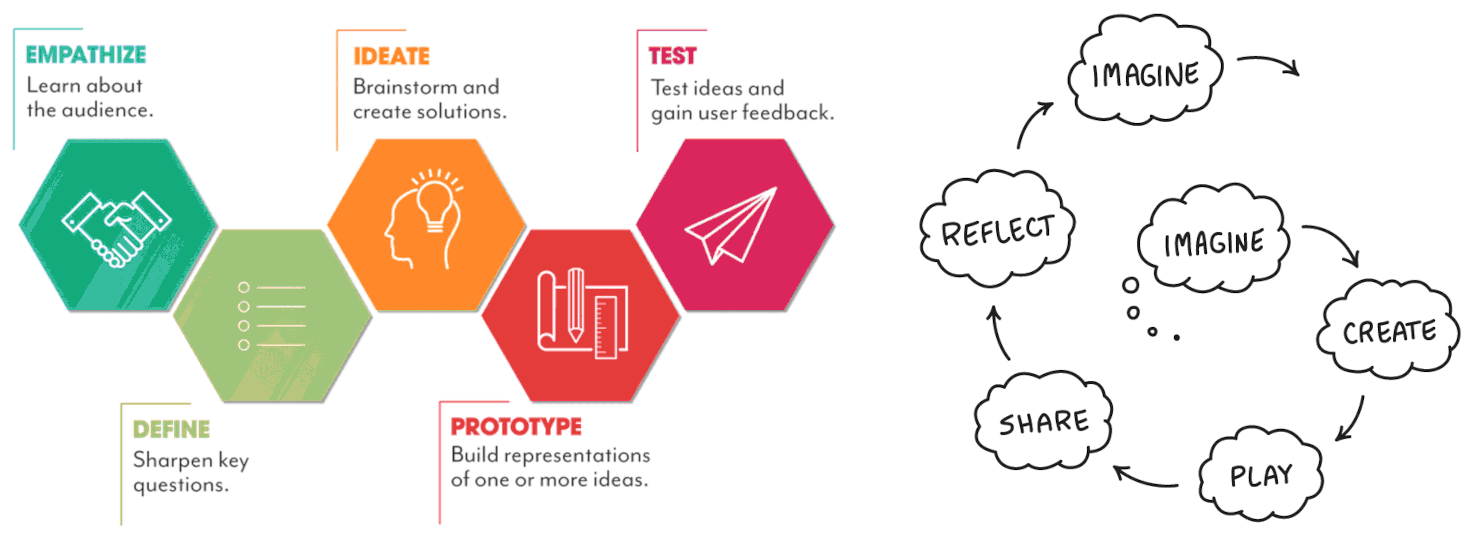 EMPATHIZE
Learn about
the audience.
DEFINE
Sharpen key
questions.
IDEATE
Brainstorm and
create solutions.
PROTOTYPE
Build representations
of one or more ideas.
TEST
Test ideas and
gain user feedback.
IMAGINE
CREATE
PLAY
SHARE
REFLECT
IMAGINE